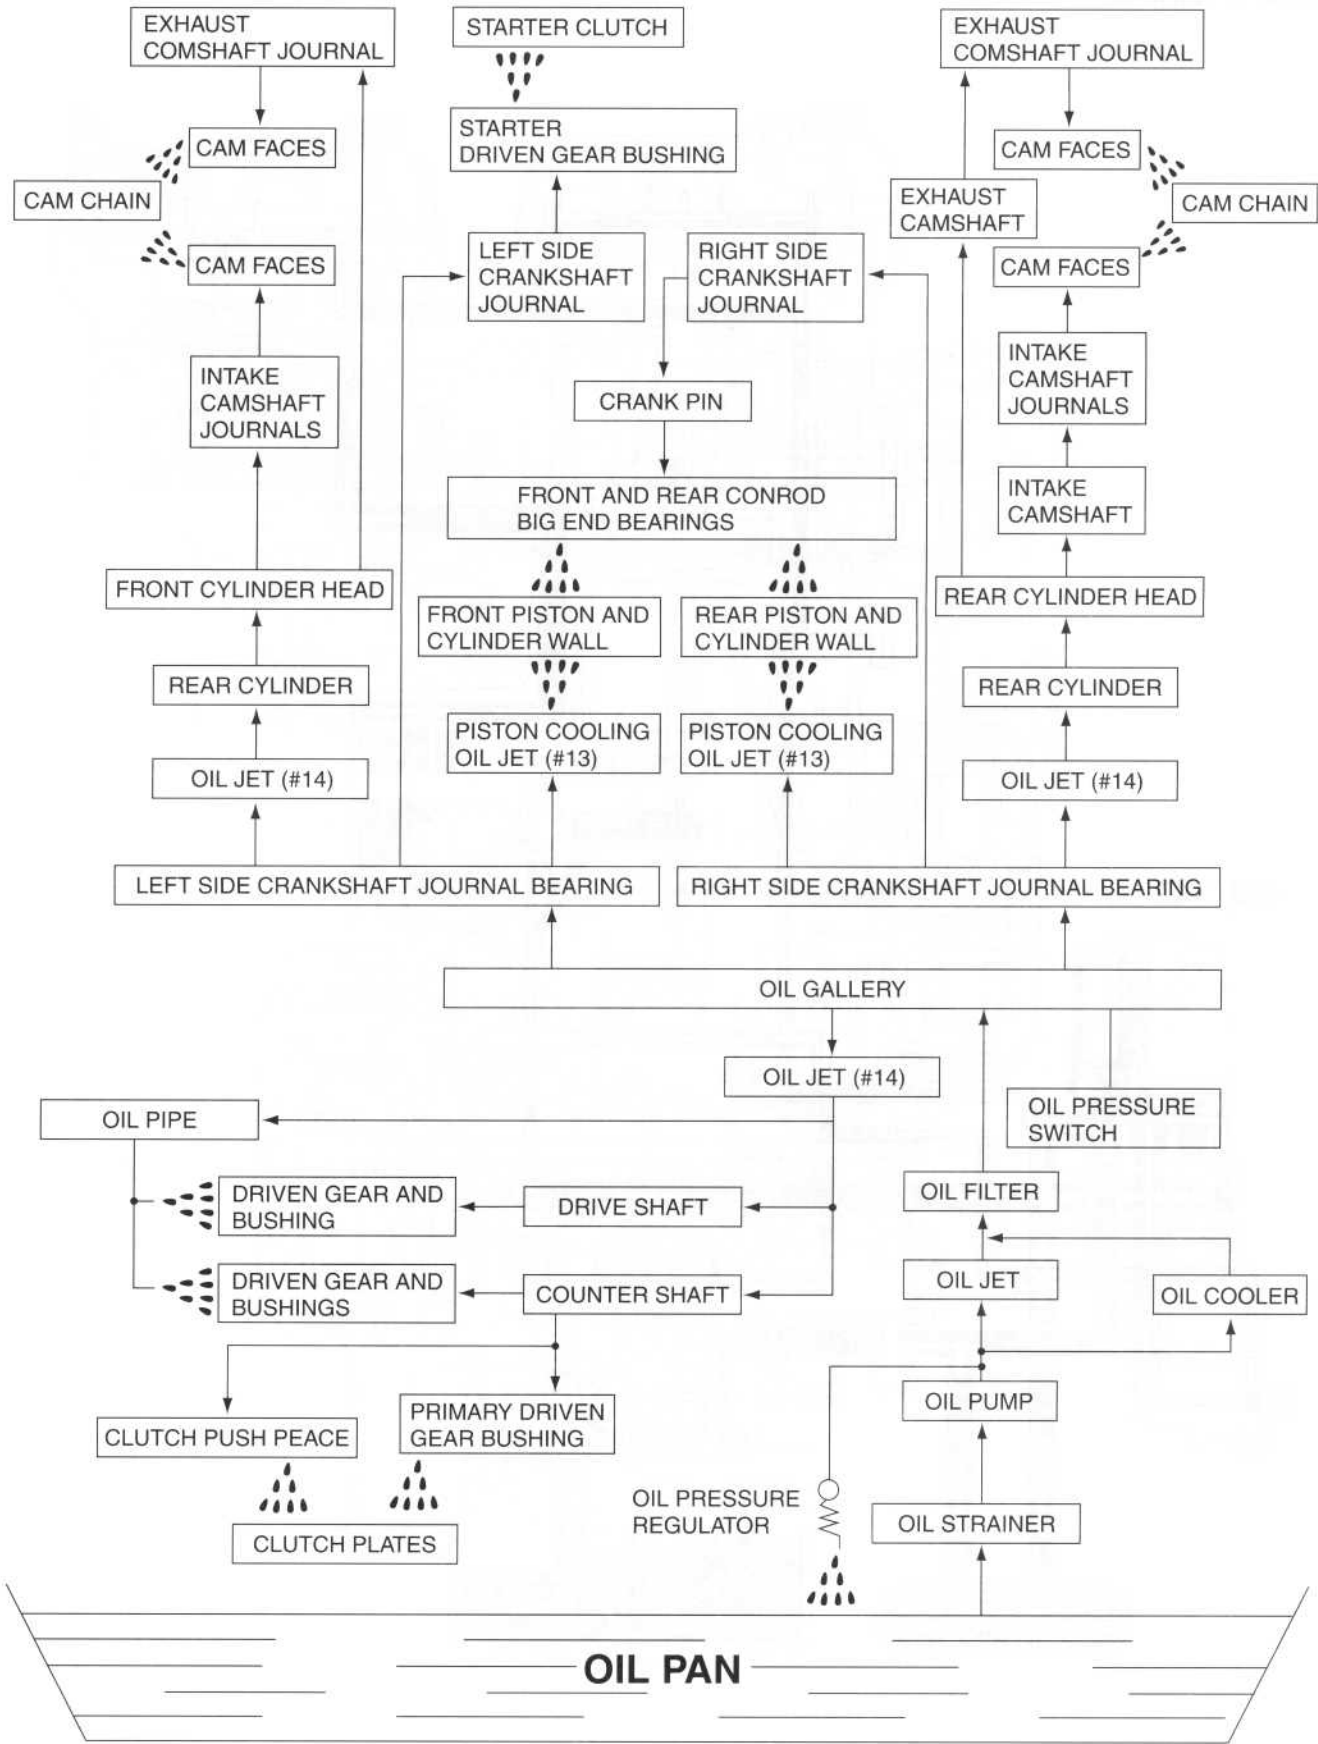 EXHAUST
COMSHAFT JOURNAL
STARTER CLUTCH
EXHAUST
COMSHAFT JOURNAL
STARTER
DRIVEN GEAR BUSHING
CAM FACES
CAM FACES
CAM CHAIN
EXHAUST
CAMSHAFT
CAM CHAIN
CAM FACES
LEFT SIDE
CRANKSHAFT
JOURNAL
RIGHT SIDE
CRANKSHAFT
JOURNAL
CAM FACES
INTAKE
CAMSHAFT
JOURNALS
CRANK PIN
INTAKE
CAMSHAFT
JOURNALS
FRONT AND REAR CONROD
BIG END BEARINGS
INTAKE
CAMSHAFT
FRONT CYLINDER HEAD
FRONT PISTON AND
CYLINDER WALL
REAR PISTON AND
CYLINDER WALL
REAR CYLINDER HEAD
REAR CYLINDER
REAR CYLINDER
PISTON COOLING
OIL JET (#13)
PISTON COOLING
OIL JET (#13)
OIL JET (#14)
OIL JET (#14)
LEFT SIDE CRANKSHAFT JOURNAL BEARING
RIGHT SIDE CRANKSHAFT JOURNAL BEARING
OIL GALLERY
OIL JET (#14)
OIL PIPE
OIL PRESSURE
SWITCH
DRIVEN GEAR AND
BUSHING
DRIVE SHAFT
OIL FILTER
DRIVEN GEAR AND
BUSHINGS
COUNTER SHAFT
OIL JET
OIL COOLER
OIL PUMP
CLUTCH PUSH PEACE
PRIMARY DRIVEN
GEAR BUSHING
OIL PRESSURE
REGULATOR
OIL STRAINER
CLUTCH PLATES
OIL PAN